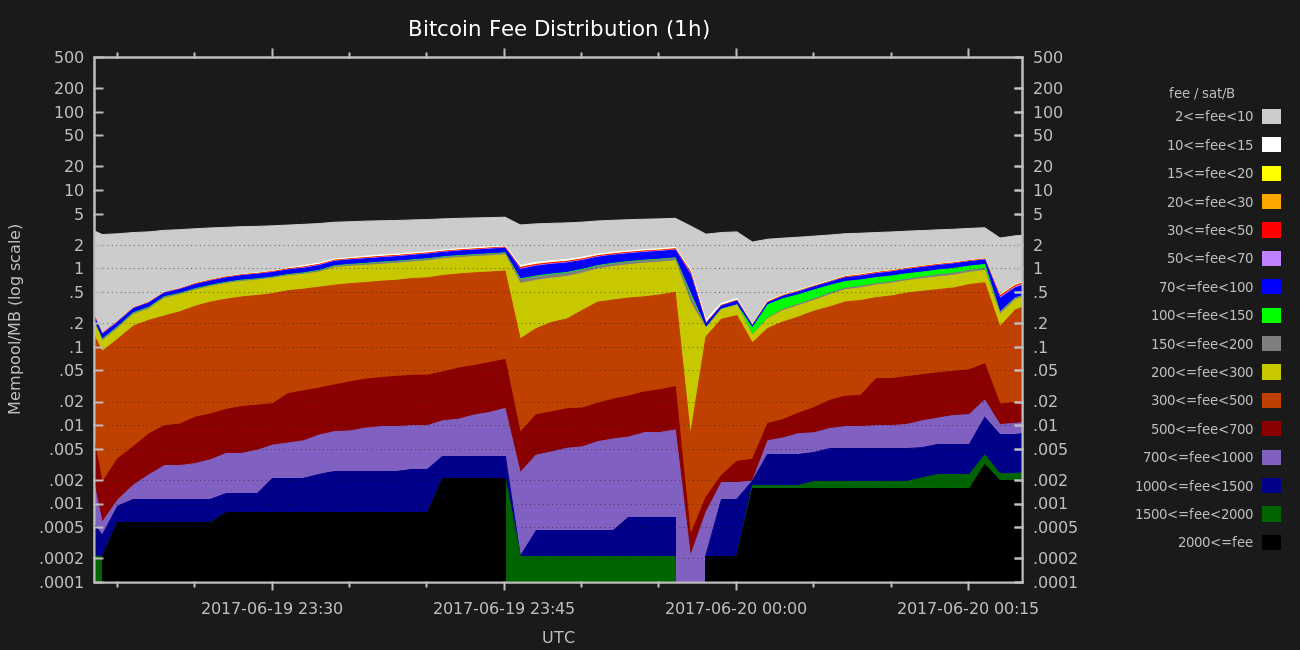 Bitcoin Fee Distribution (1h)
500 500
200 200
100 100
50 50
20 20
10 10
5 5
2 2
1 1
.5 .5
.2 .2
.1 .1
.05 .05
.02 .02
.01 .01
.005 .005
.002 .002
.001 .001
.0005 .0005
.0002 .0002
.0001 .0001
Mempool/MB (log scale)
2017-06-19 23:30 2017-06-19 23:45 2017-06-20 00:00 2017-06-20 00:15
UTC
fee / sat/B
2<=fee<10
10<=fee<15
15<=fee<20
20<=fee<30
30<=fee<50
50<=fee<70
70<=fee<100
100<=fee<150
150<=fee<200
200<=fee<300
300<=fee<500
500<=fee<700
700<=fee<1000
1000<=fee<1500
1500<=fee<2000
2000<=fee